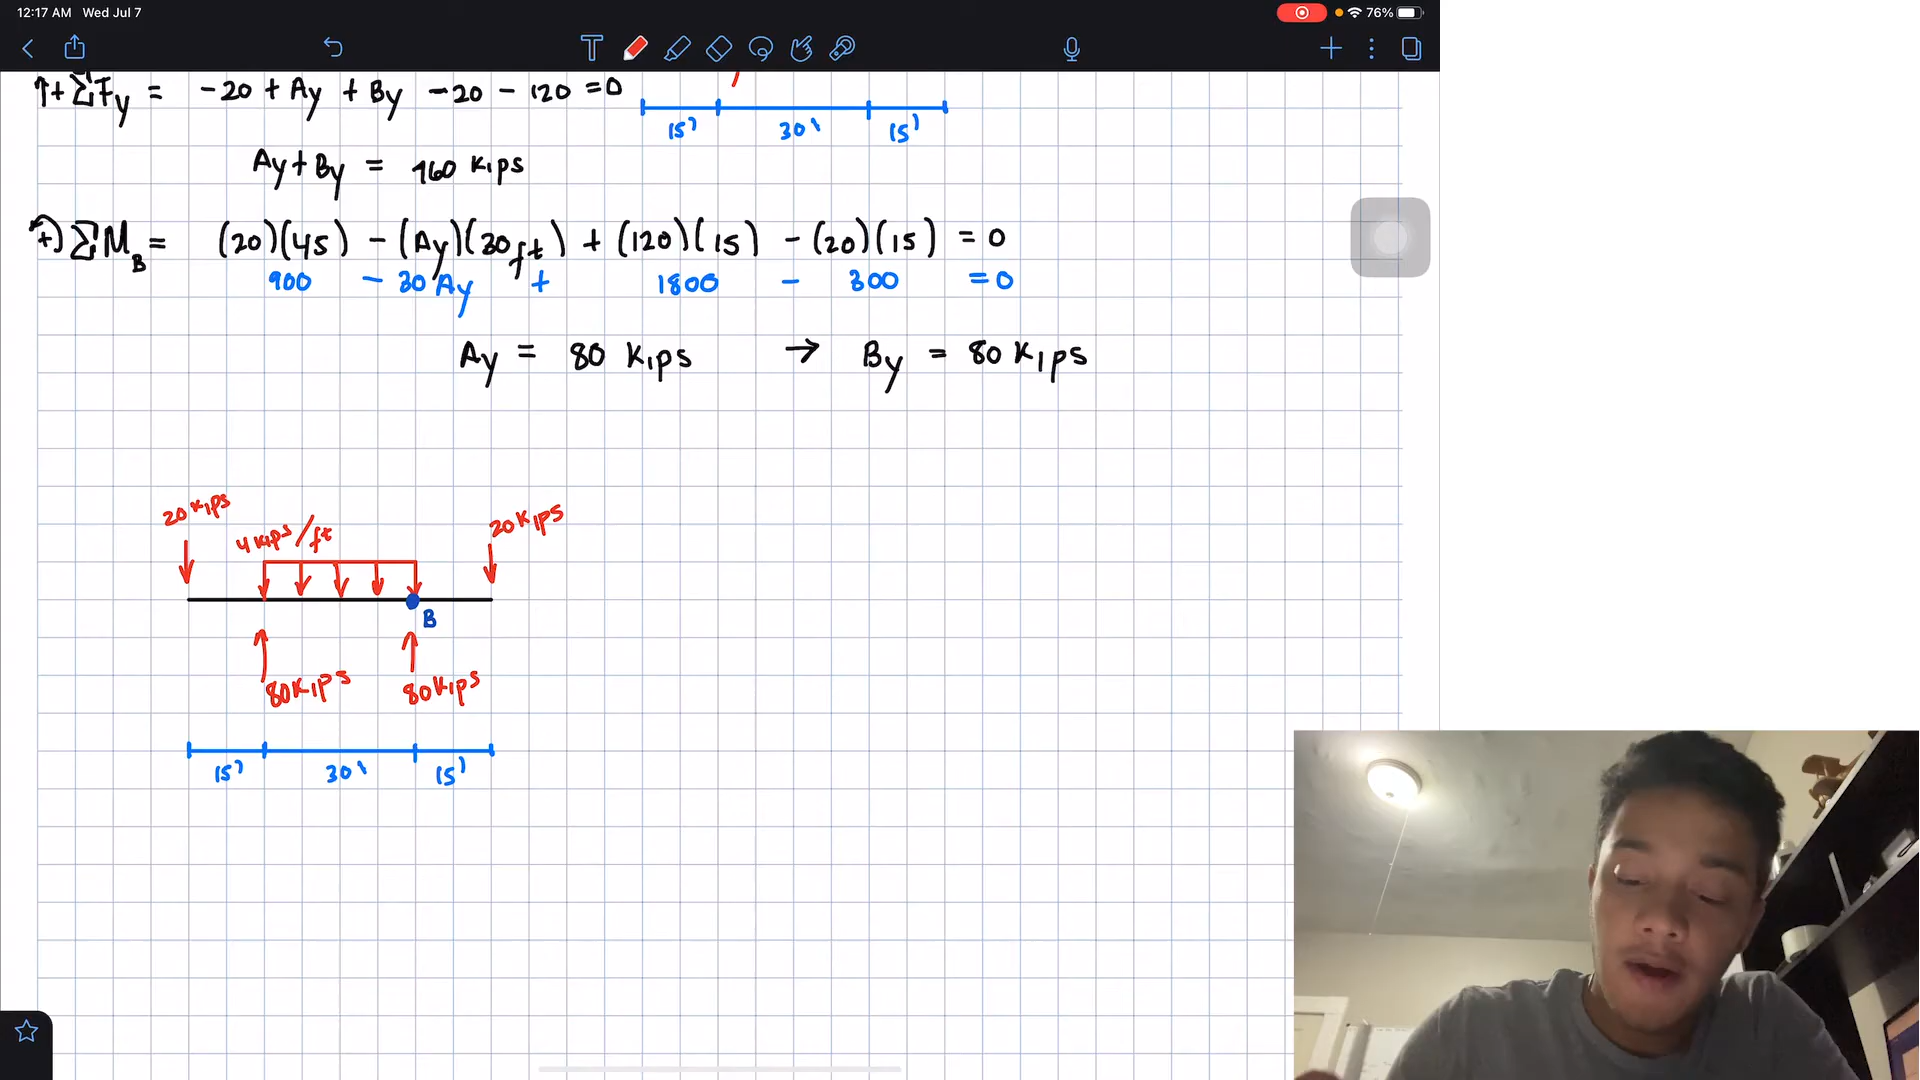 12:17 AM Wed Jul 7
76%
↑+ ΣFy = -20 + Ay + By -20 - 120 =0
15' 30' 15'
Ay+By = 160 kips
+) ΣMB = (20)(45) - (Ay)(30ft) + (120)(15) - (20)(15) = 0
900 - 30 Ay + 1800 - 300 = 0
Ay = 80 kips → By = 80 kips
20 kips
4 kips/ft
20 kips
B
80 kips 80 kips
15' 30' 15'